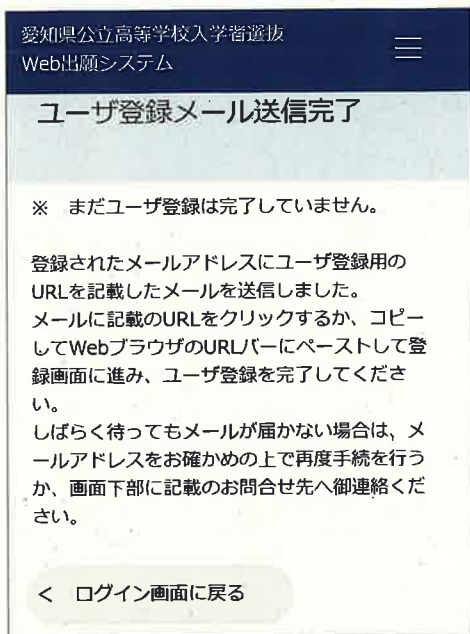 愛知県公立高等学校入学者選抜
Web出願システム
ユーザ登録メール送信完了
※ まだユーザ登録は完了していません。
登録されたメールアドレスにユーザ登録用の
URLを記載したメールを送信しました。
メールに記載のURLをクリックするか、コピー
してWebブラウザのURLバーにペーストして登
録画面に進み、ユーザ登録を完了してくださ
い。
しばらく待ってもメールが届かない場合は、メ
ールアドレスをお確かめの上で再度手続を行う
か、画面下部に記載のお問合せ先へ御連絡くだ
さい。
< ログイン画面に戻る